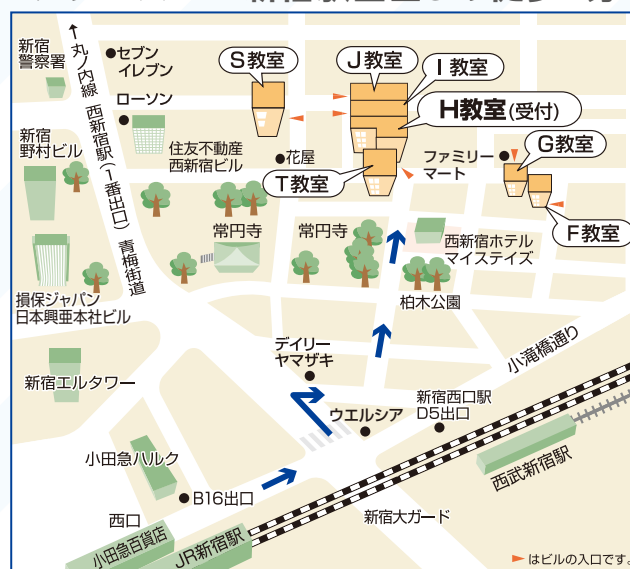 新宿
警察署
↑丸ノ内線 西新宿駅(1番出口) 青梅街道
セブン
イレブン
ローソン
S教室
J教室
I教室
H教室(受付)
G教室
新宿
野村ビル
住友不動産
西新宿ビル
花屋
T教室
ファミリー
マート
F教室
常円寺
常円寺
西新宿ホテル
マイステイズ
損保ジャパン
日本興亜本社ビル
柏木公園
小滝橋通り
デイリー
ヤマザキ
新宿エルタワー
新宿西口駅
D5出口
ウエルシア
小田急ハルク
西武新宿駅
B16出口
西口
新宿大ガード
小田急百貨店
JR新宿駅
►はビルの入口です。